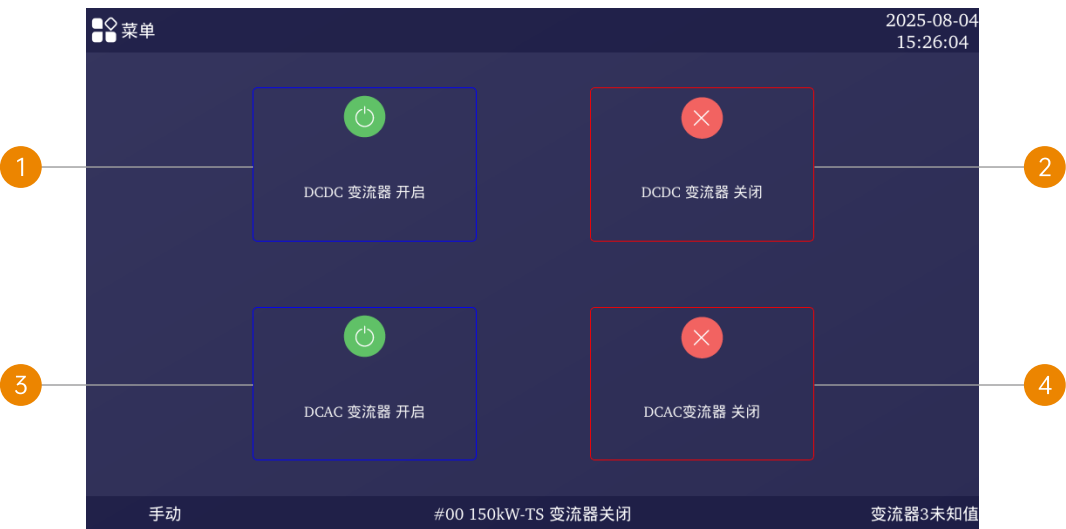 菜单
2025-08-04
15:26:04
1
DCDC 变流器 开启
DCDC 变流器 关闭
2
3
DCAC 变流器 开启
DCAC变流器 关闭
4
手动
#00 150kW-TS 变流器关闭
变流器3未知值